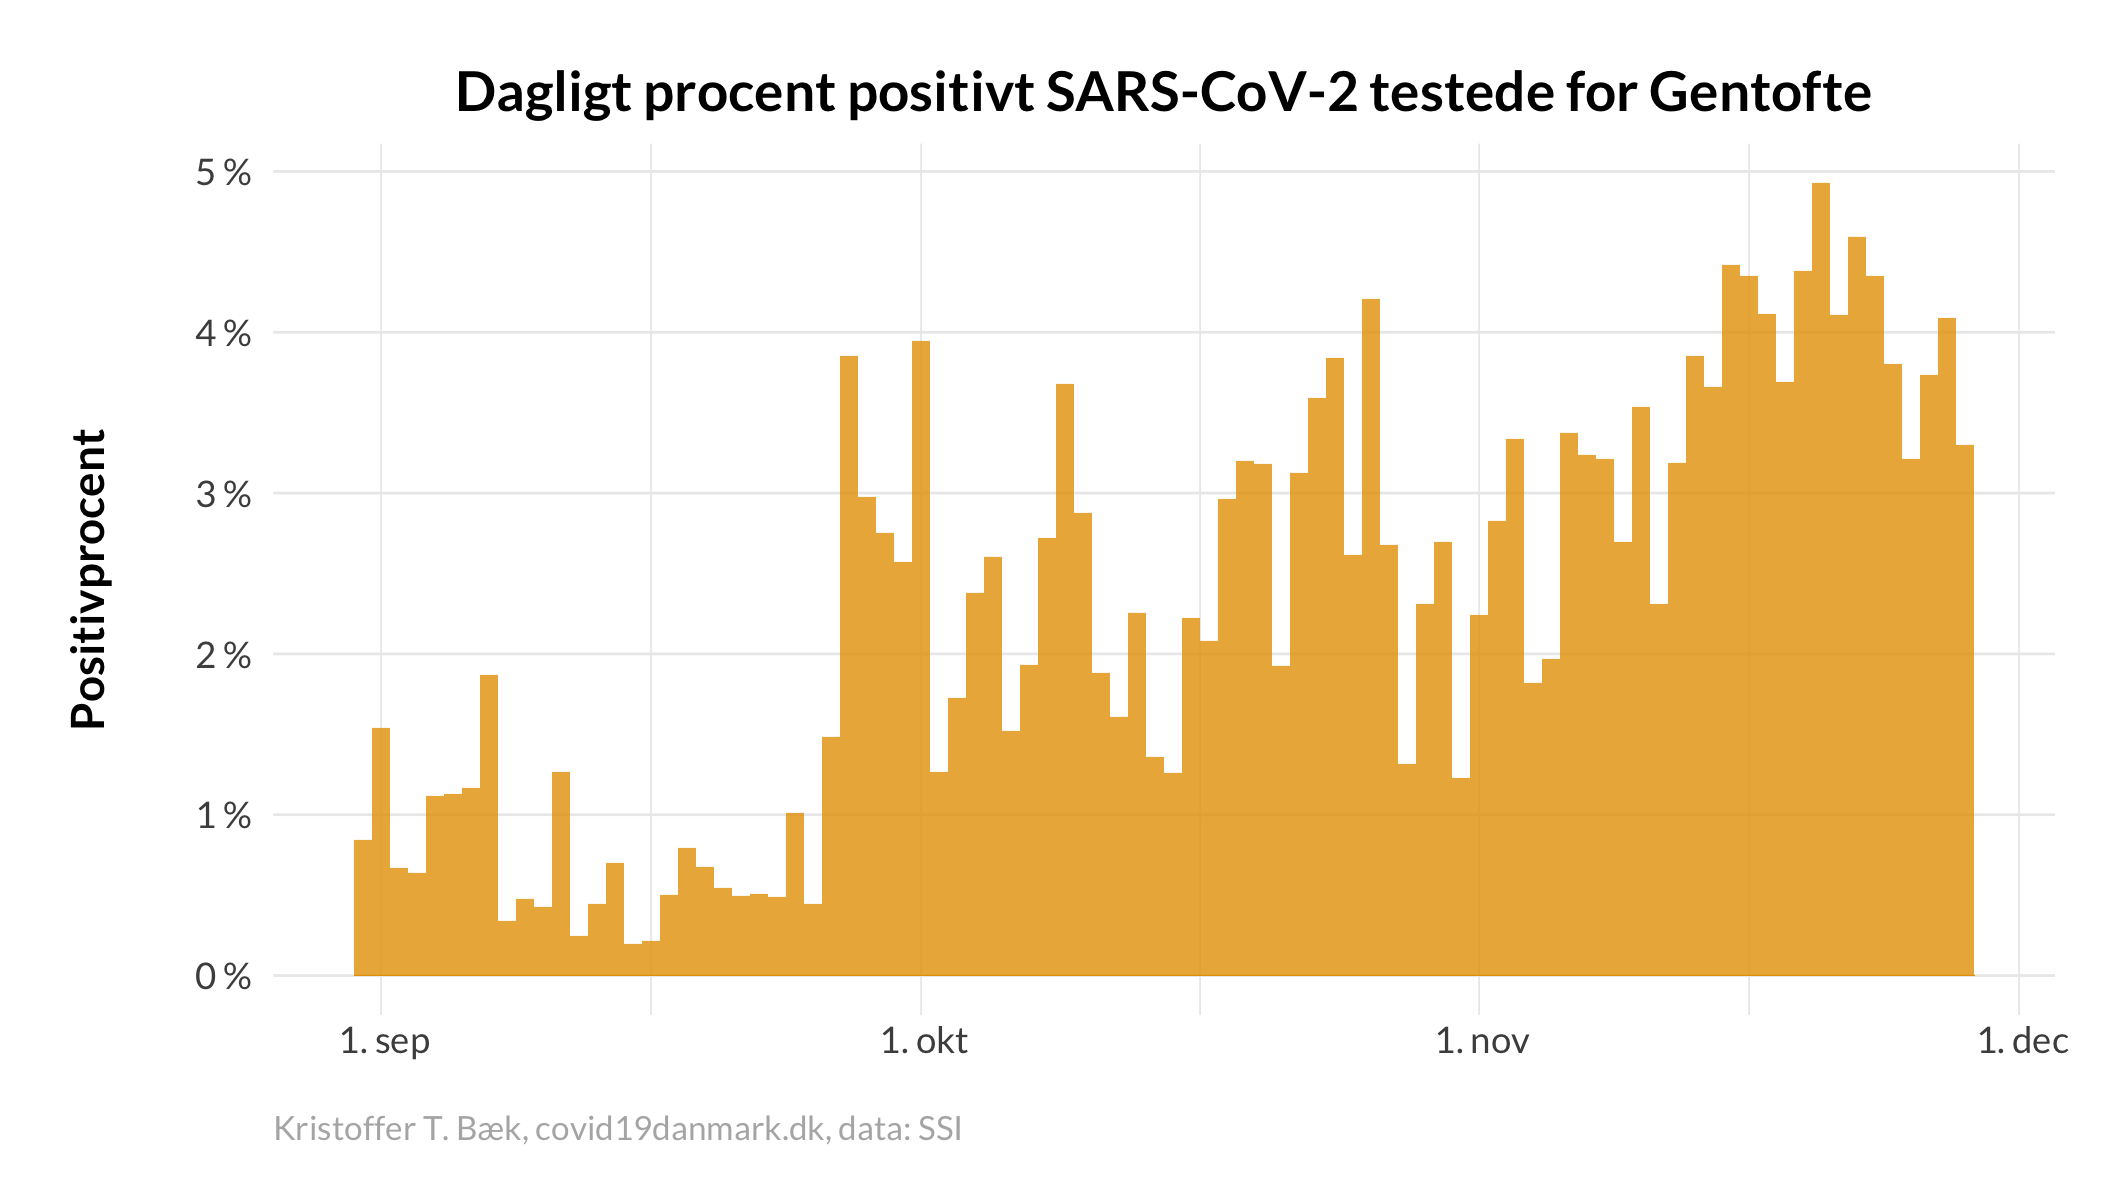 Dagligt procent positivt SARS-CoV-2 testede for Gentofte
Positivprocent
5 %
4 %
3 %
2 %
1 %
0 %
1. sep
1. okt
1. nov
1. dec
Kristoffer T. Bæk, covid19danmark.dk, data: SSI